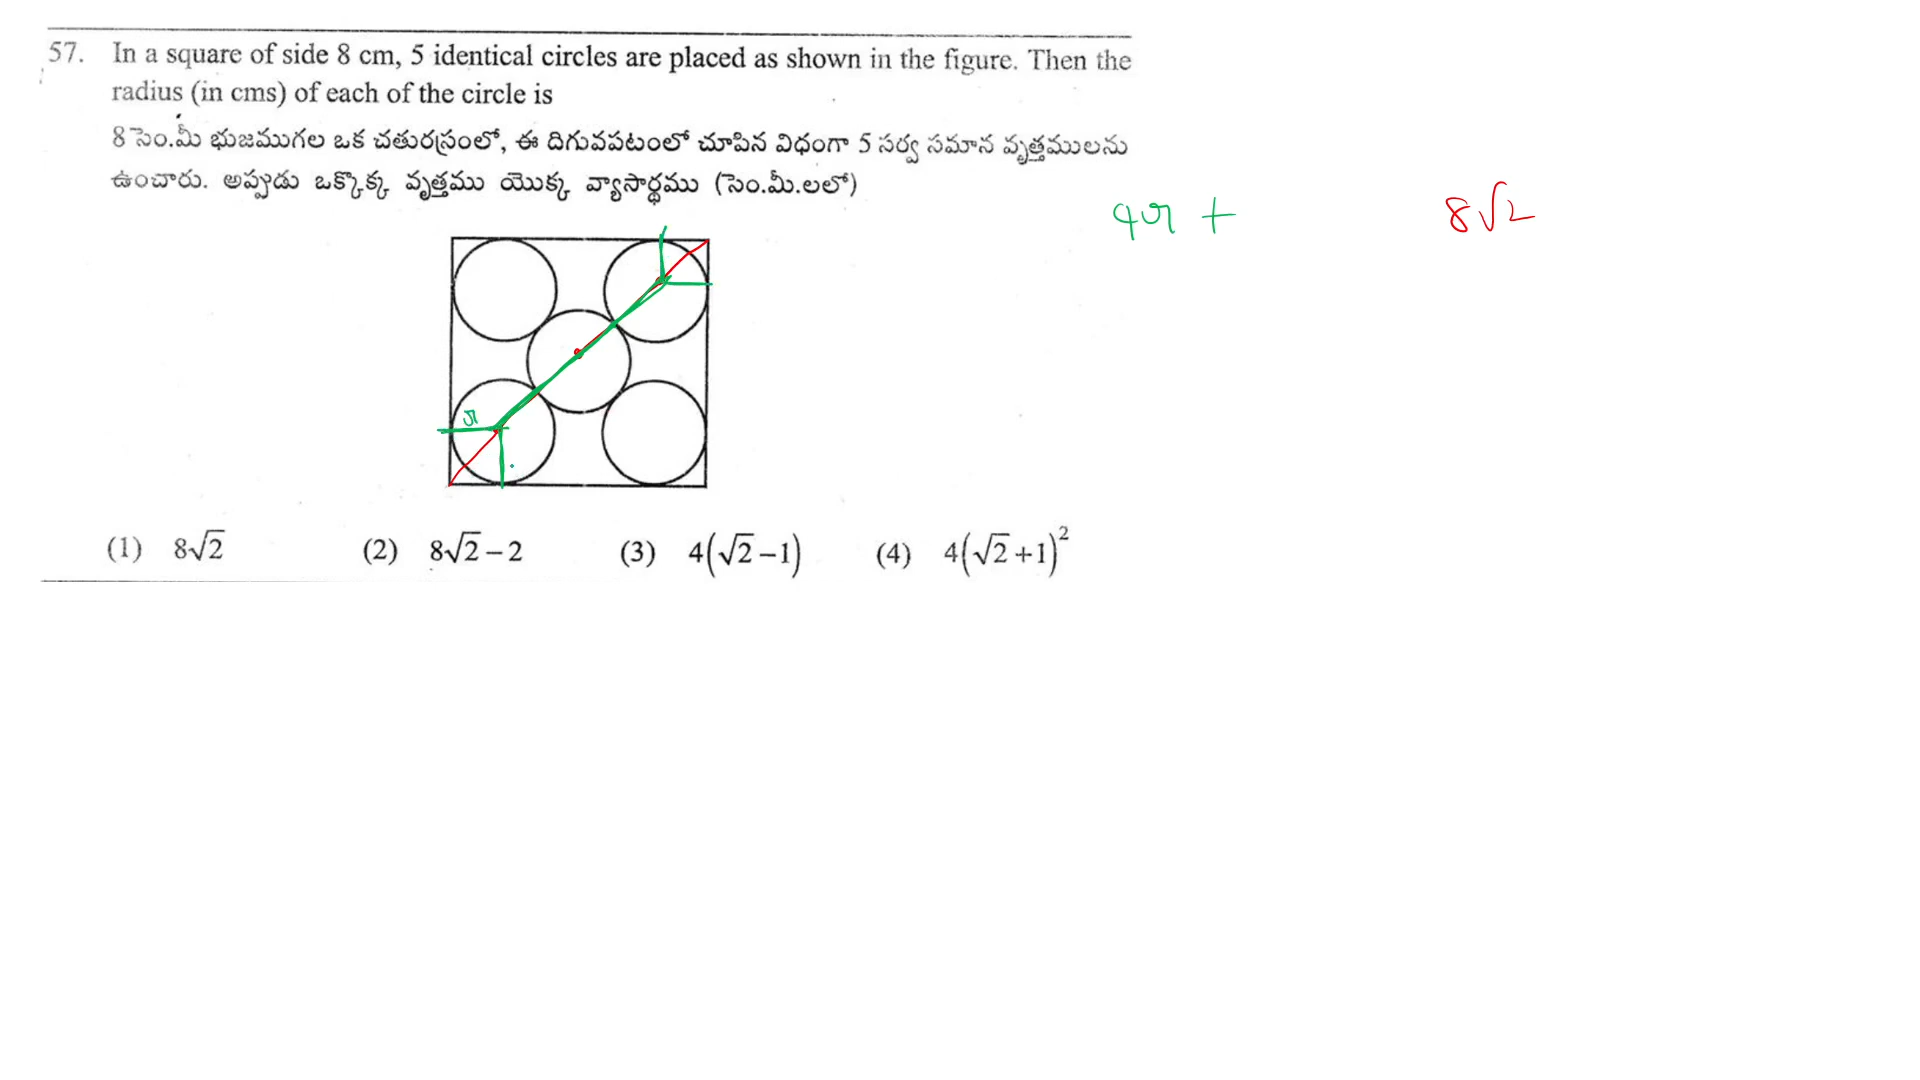 57. In a square of side 8 cm, 5 identical circles are placed as shown in the figure. Then the
radius (in cms) of each of the circle is
8 సెం.మీ భుజముగల ఒక చతురస్రంలో, ఈ దిగువపటంలో చూపిన విధంగా 5 సర్వ సమాన వృత్తములను
ఉంచారు. అప్పుడు ఒక్కొక్క వృత్తము యొక్క వ్యాసార్థము (సెం.మీ.లలో)
4r + 8√2
r
(1) 8√2 (2) 8√2 – 2 (3) 4(√2 – 1) (4) 4(√2 + 1)²